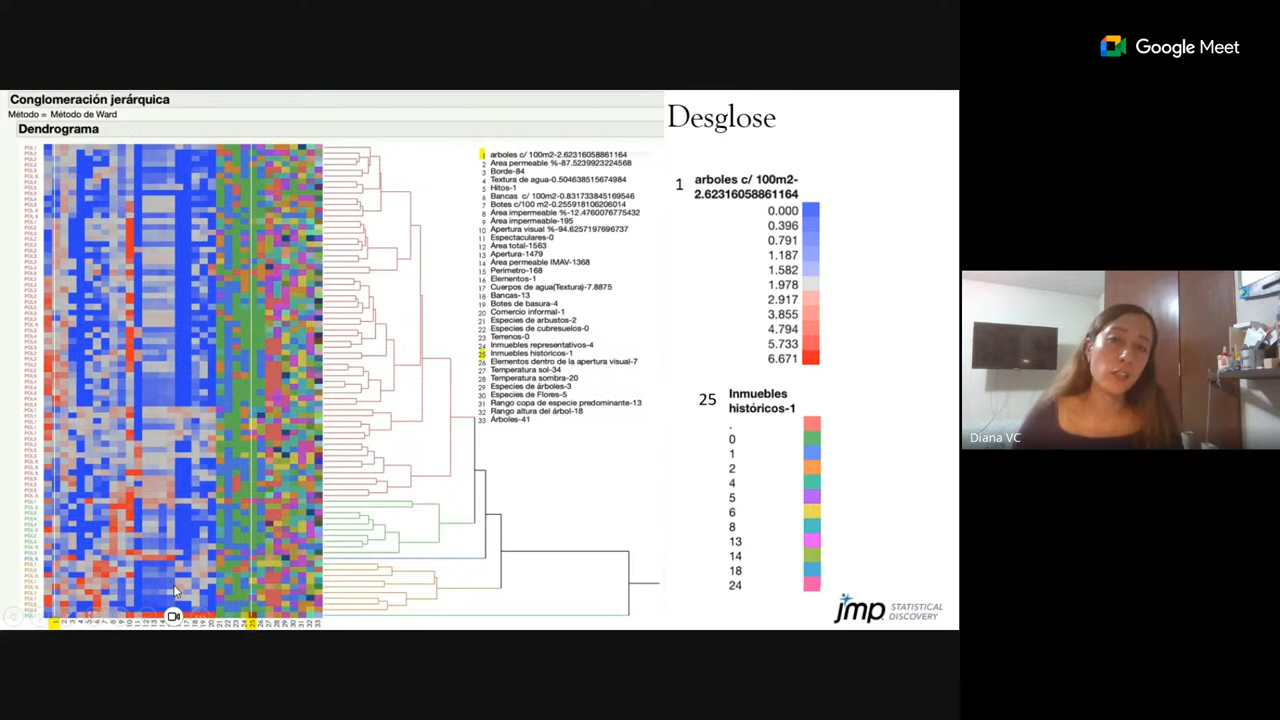 Google Meet
Conglomeración jerárquica
Método = Método de Ward
Dendrograma
Desglose
1 arboles c/ 100m2-2.62316058861164
2 Área permeable %-87.5239923224568
3 Borde-84
4 Textura de agua-0.504638515674984
5 Hitos-1
6 Bancas c/100 m2-0.831733845169546
7 Botes c/100 m2-0.255918106206014
8 Área impermeable %-12.4760076775432
9 Área impermeable-195
10 Apertura visual %-94.6257197696737
11 Espectaculares-0
12 Área total-1563
13 Apertura-1479
14 Área permeable IMAV-1368
15 Perimetro-168
16 Elementos-1
17 Cuerpos de agua(Textura)-7.8875
18 Bancas-13
19 Botes de basura-4
20 Comercio informal-1
21 Especies de arbustos-2
22 Especies de cubresuelos-0
23 Terrenos-0
24 Inmuebles representativos-4
25 Inmuebles históricos-1
26 Elementos dentro de la apertura visual-7
27 Temperatura sol-34
28 Temperatura sombra-20
29 Especies de árboles-3
30 Especies de Flores-5
31 Rango copa de especie predominante-13
32 Rango altura del árbol-18
33 Árboles-41
1 arboles c/ 100m2-
2.62316058861164
0.000
0.396
0.791
1.187
1.582
1.978
2.917
3.855
4.794
5.733
6.671
25 Inmuebles
históricos-1
.
0
1
2
4
5
6
8
13
14
18
24
jmp STATISTICAL
DISCOVERY
Diana VC